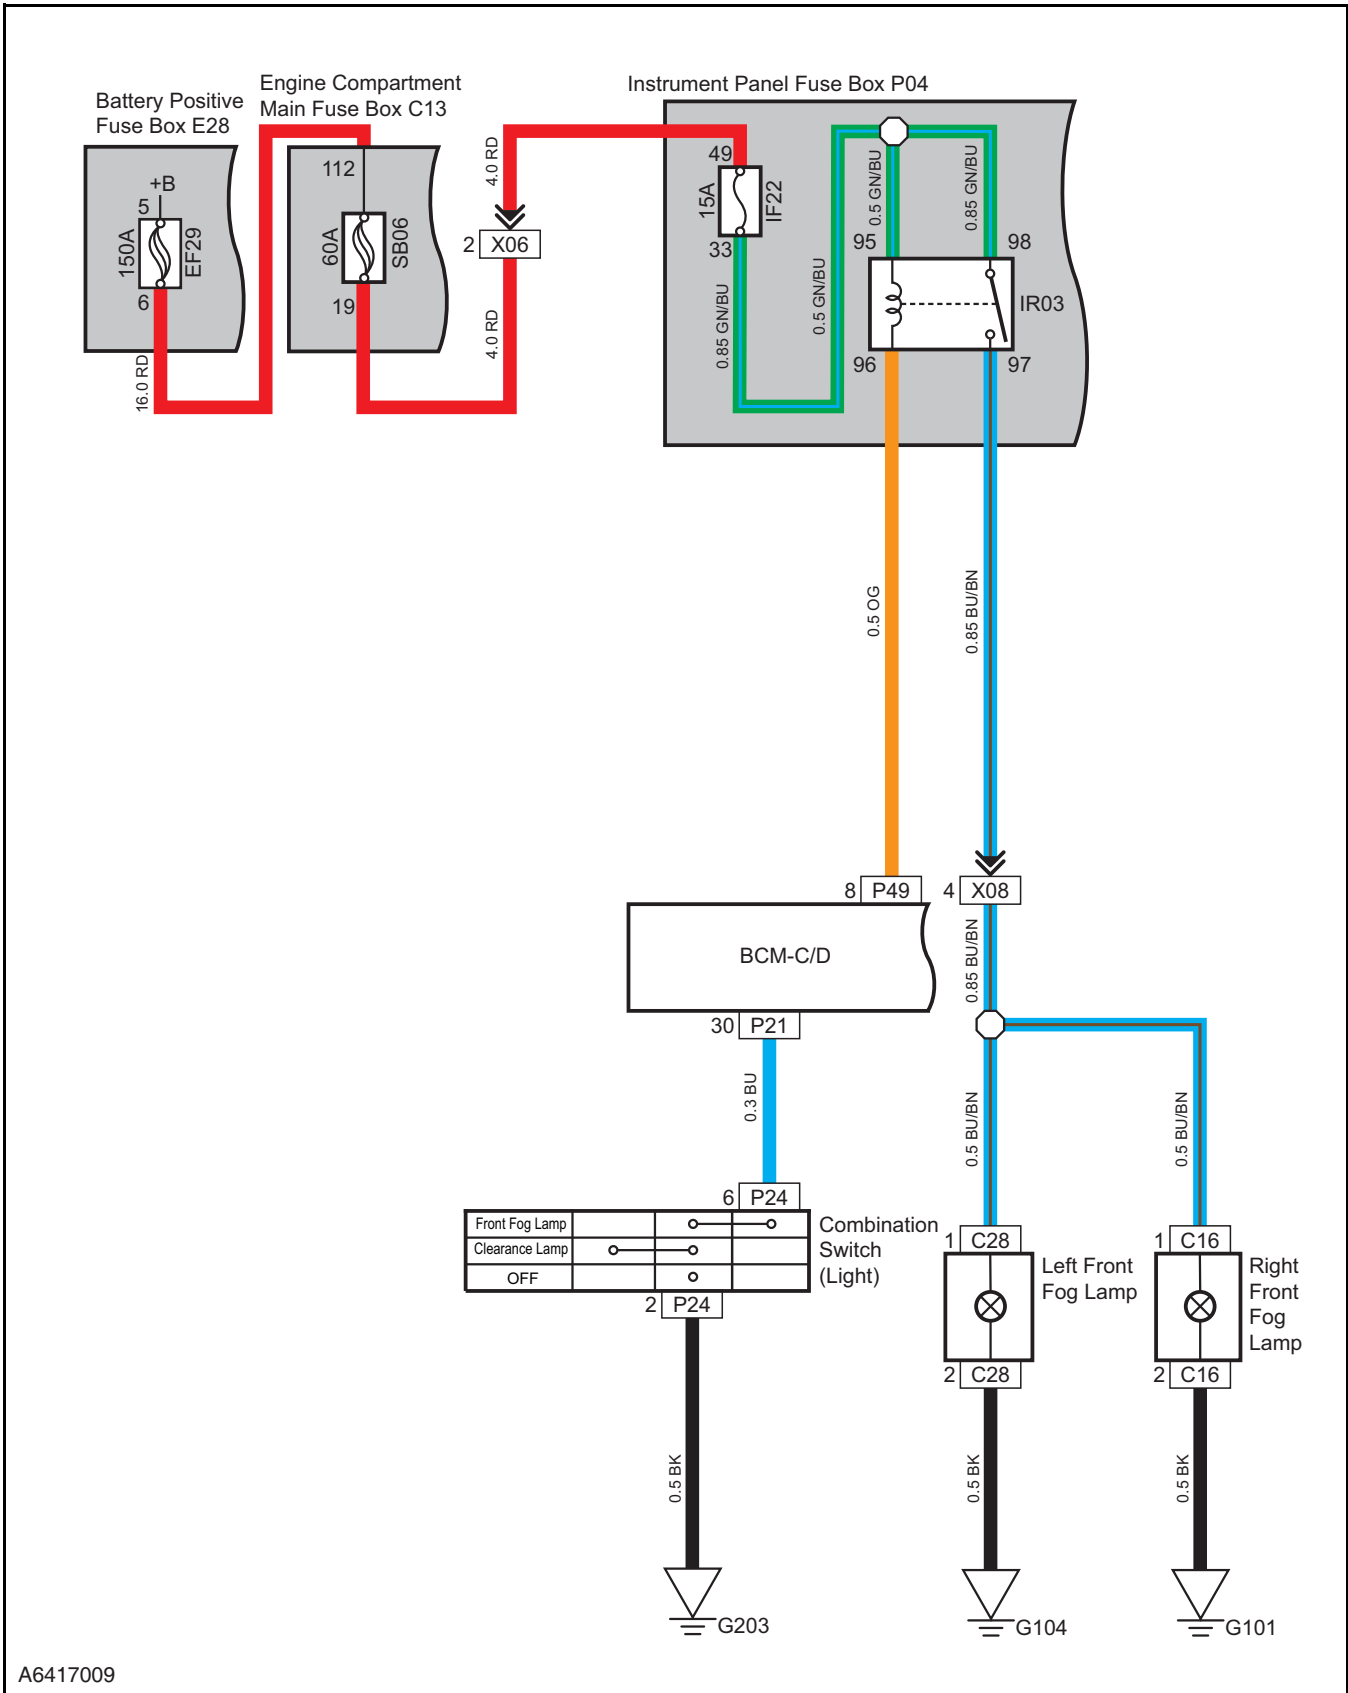 Battery Positive
Fuse Box E28
Engine Compartment
Main Fuse Box C13
Instrument Panel Fuse Box P04
+B
5
150A
EF29
6
16.0 RD
112
60A
SB06
19
4.0 RD
2 X06
4.0 RD
49
15A
IF22
33
0.85 GN/BU
0.5 GN/BU
0.5 GN/BU
0.85 GN/BU
95
98
IR03
96
97
0.5 OG
0.85 BU/BN
8 P49
4 X08
BCM-C/D
0.85 BU/BN
30 P21
0.3 BU
0.5 BU/BN
0.5 BU/BN
6 P24
Front Fog Lamp
Clearance Lamp
OFF
Combination
Switch
(Light)
2 P24
1 C28
Left Front
Fog Lamp
2 C28
1 C16
Right
Front
Fog
Lamp
2 C16
0.5 BK
0.5 BK
0.5 BK
G203
G104
G101
A6417009